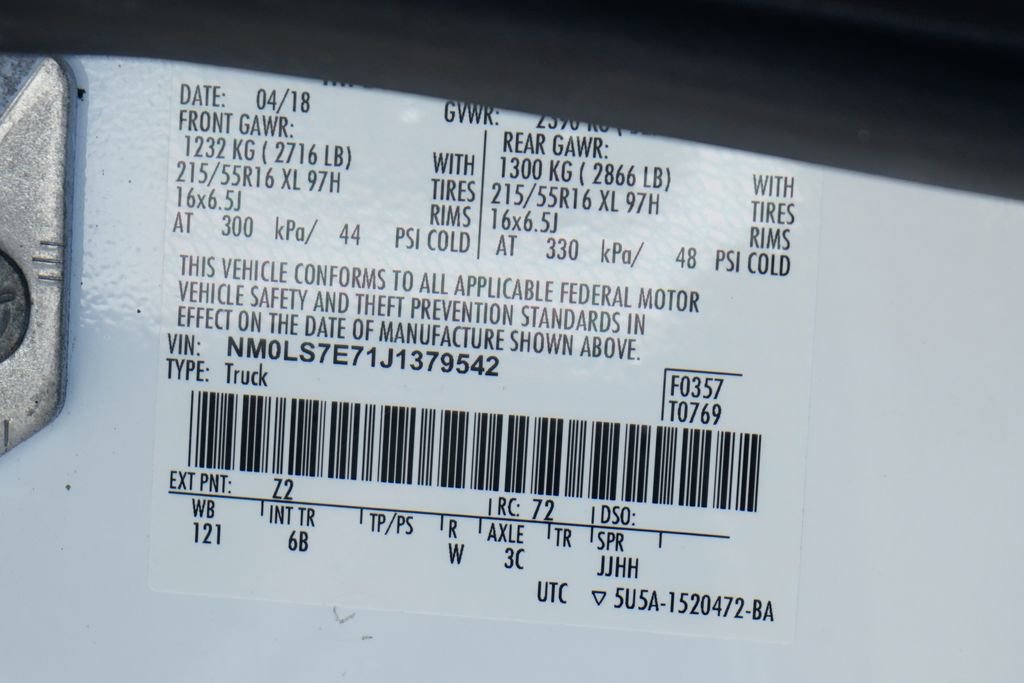 DATE: 04/18 GVWR:
FRONT GAWR: REAR GAWR:
1232 KG ( 2716 LB) WITH 1300 KG ( 2866 LB) WITH
215/55R16 XL 97H TIRES 215/55R16 XL 97H TIRES
16x6.5J RIMS 16x6.5J RIMS
AT 300 kPa/ 44 PSI COLD AT 330 kPa/ 48 PSI COLD
THIS VEHICLE CONFORMS TO ALL APPLICABLE FEDERAL MOTOR
VEHICLE SAFETY AND THEFT PREVENTION STANDARDS IN
EFFECT ON THE DATE OF MANUFACTURE SHOWN ABOVE.
VIN: NM0LS7E71J1379542
TYPE: Truck
F0357
T0769
EXT PNT: Z2 RC: 72 DSO:
WB INT TR TP/PS R AXLE TR SPR
121 6B W 3C JJHH
UTC ▽ 5U5A-1520472-BA